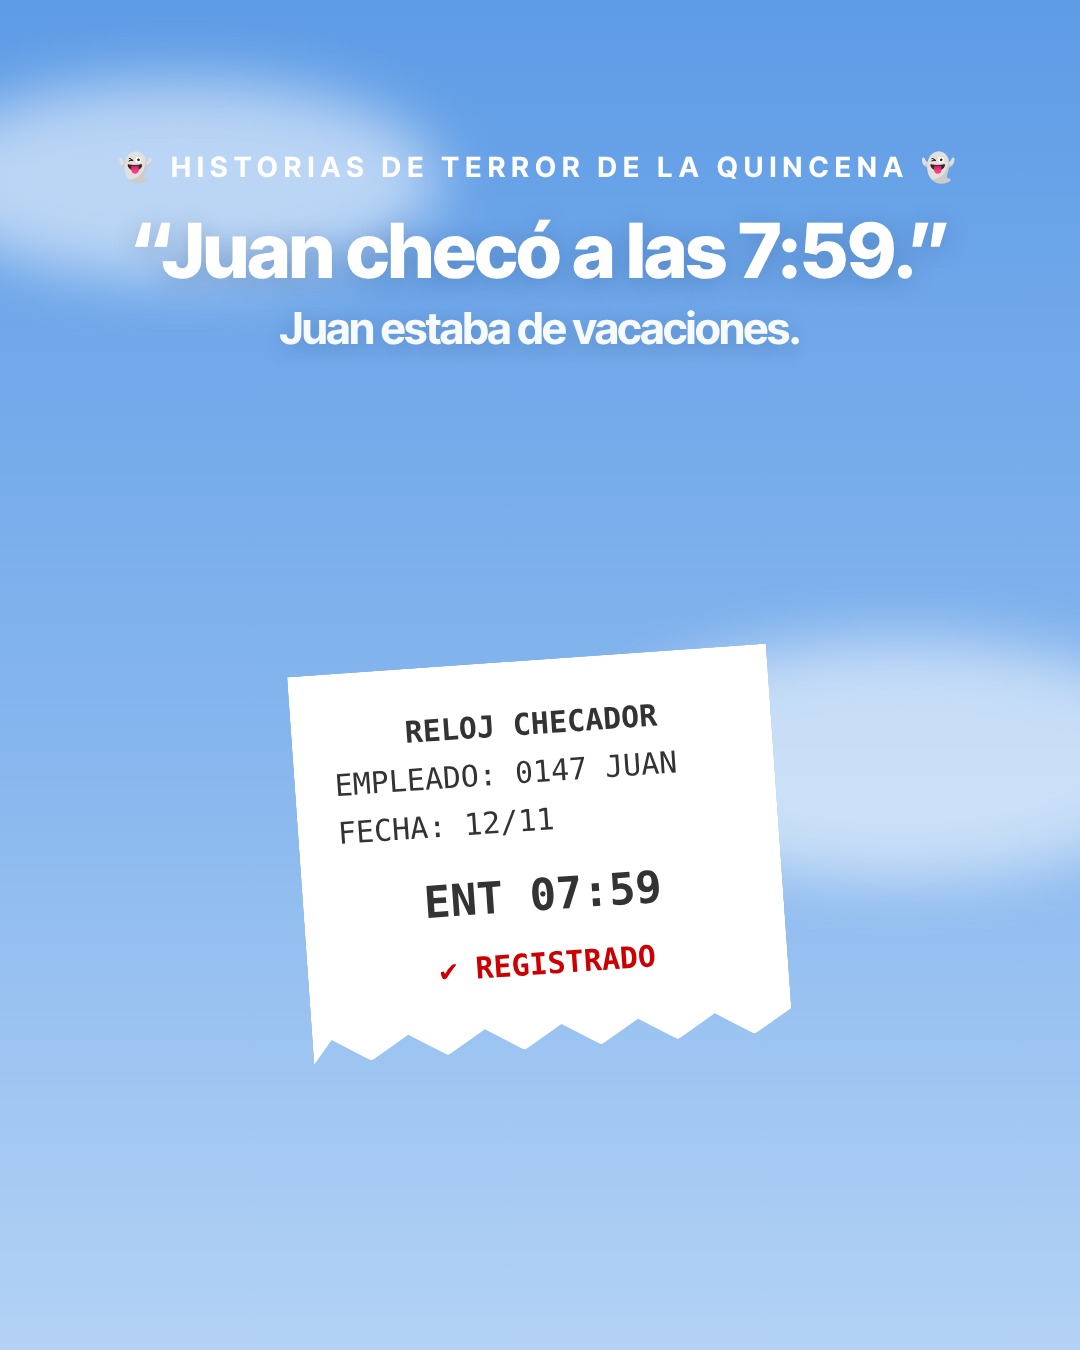 👻 HISTORIAS DE TERROR DE LA QUINCENA 👻
“Juan checó a las 7:59.”
Juan estaba de vacaciones.
RELOJ CHECADOR
EMPLEADO: 0147 JUAN
FECHA: 12/11
ENT 07:59
✔ REGISTRADO